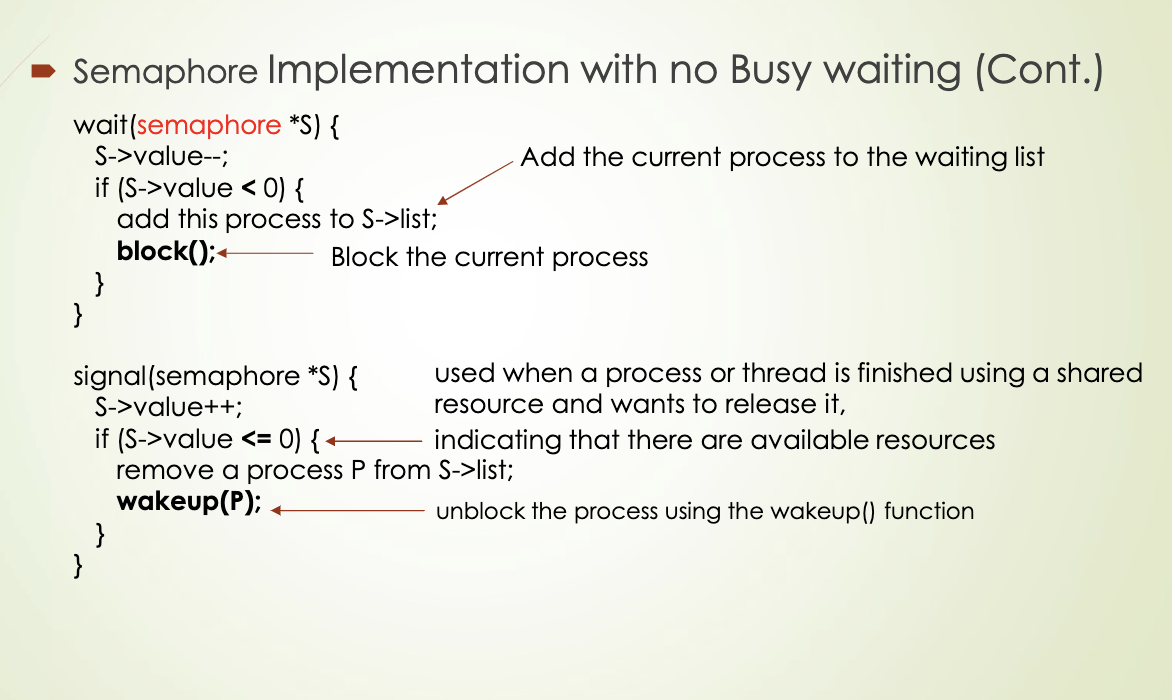 Semaphore Implementation with no Busy waiting (Cont.)
wait(semaphore *S) {
S->value--;
Add the current process to the waiting list
if (S->value < 0) {
add this process to S->list;
block();
Block the current process
}
}
signal(semaphore *S) {
used when a process or thread is finished using a shared
S->value++;
resource and wants to release it,
if (S->value <= 0) {
indicating that there are available resources
remove a process P from S->list;
wakeup(P);
unblock the process using the wakeup() function
}
}